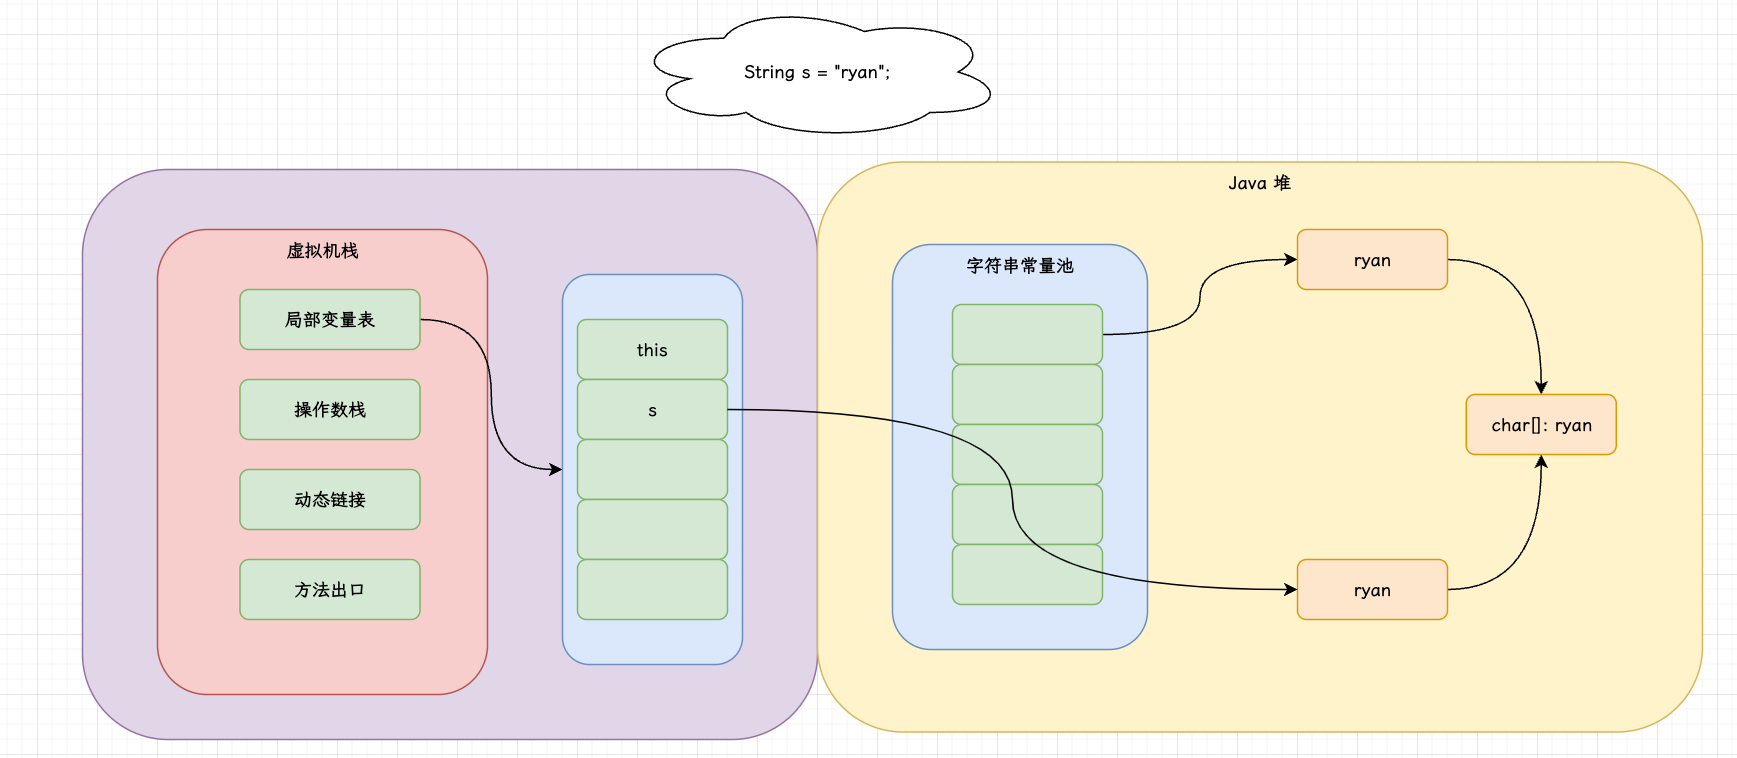 String s = "ryan";
虚拟机栈
局部变量表
操作数栈
动态链接
方法出口
this
s
Java 堆
字符串常量池
ryan
char[]: ryan
ryan